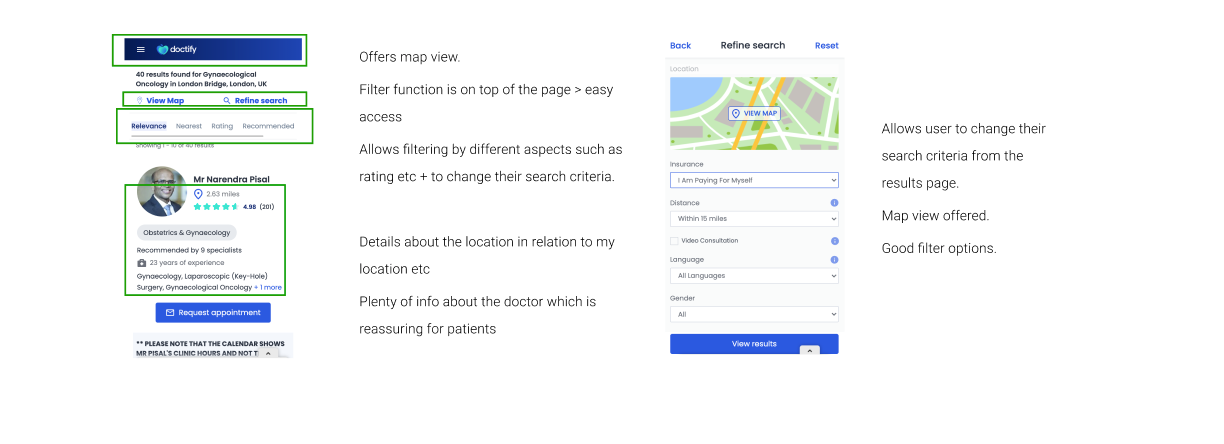 doctify
40 results found for Gynaecological
Oncology in London Bridge, London, UK
View Map
Refine search
Relevance Nearest Rating Recommended
Showing 1 - 10 of 40 results
Mr Narendra Pisal
2.63 miles
4.98 (201)
Obstetrics & Gynaecology
Recommended by 9 specialists
23 years of experience
Gynaecology, Laparoscopic (Key-Hole)
Surgery, Gynaecological Oncology + 1 more
Request appointment
** PLEASE NOTE THAT THE CALENDAR SHOWS
MR PISAL'S CLINIC HOURS AND NOT
Offers map view.
Filter function is on top of the page > easy
access
Allows filtering by different aspects such as
rating etc + to change their search criteria.
Details about the location in relation to my
location etc
Plenty of info about the doctor which is
reassuring for patients
Back Refine search Reset
Location
VIEW MAP
Insurance
I Am Paying For Myself
Distance
Within 15 miles
Video Consultation
Language
All Languages
Gender
All
View results
Allows user to change their
search criteria from the
results page.
Map view offered.
Good filter options.